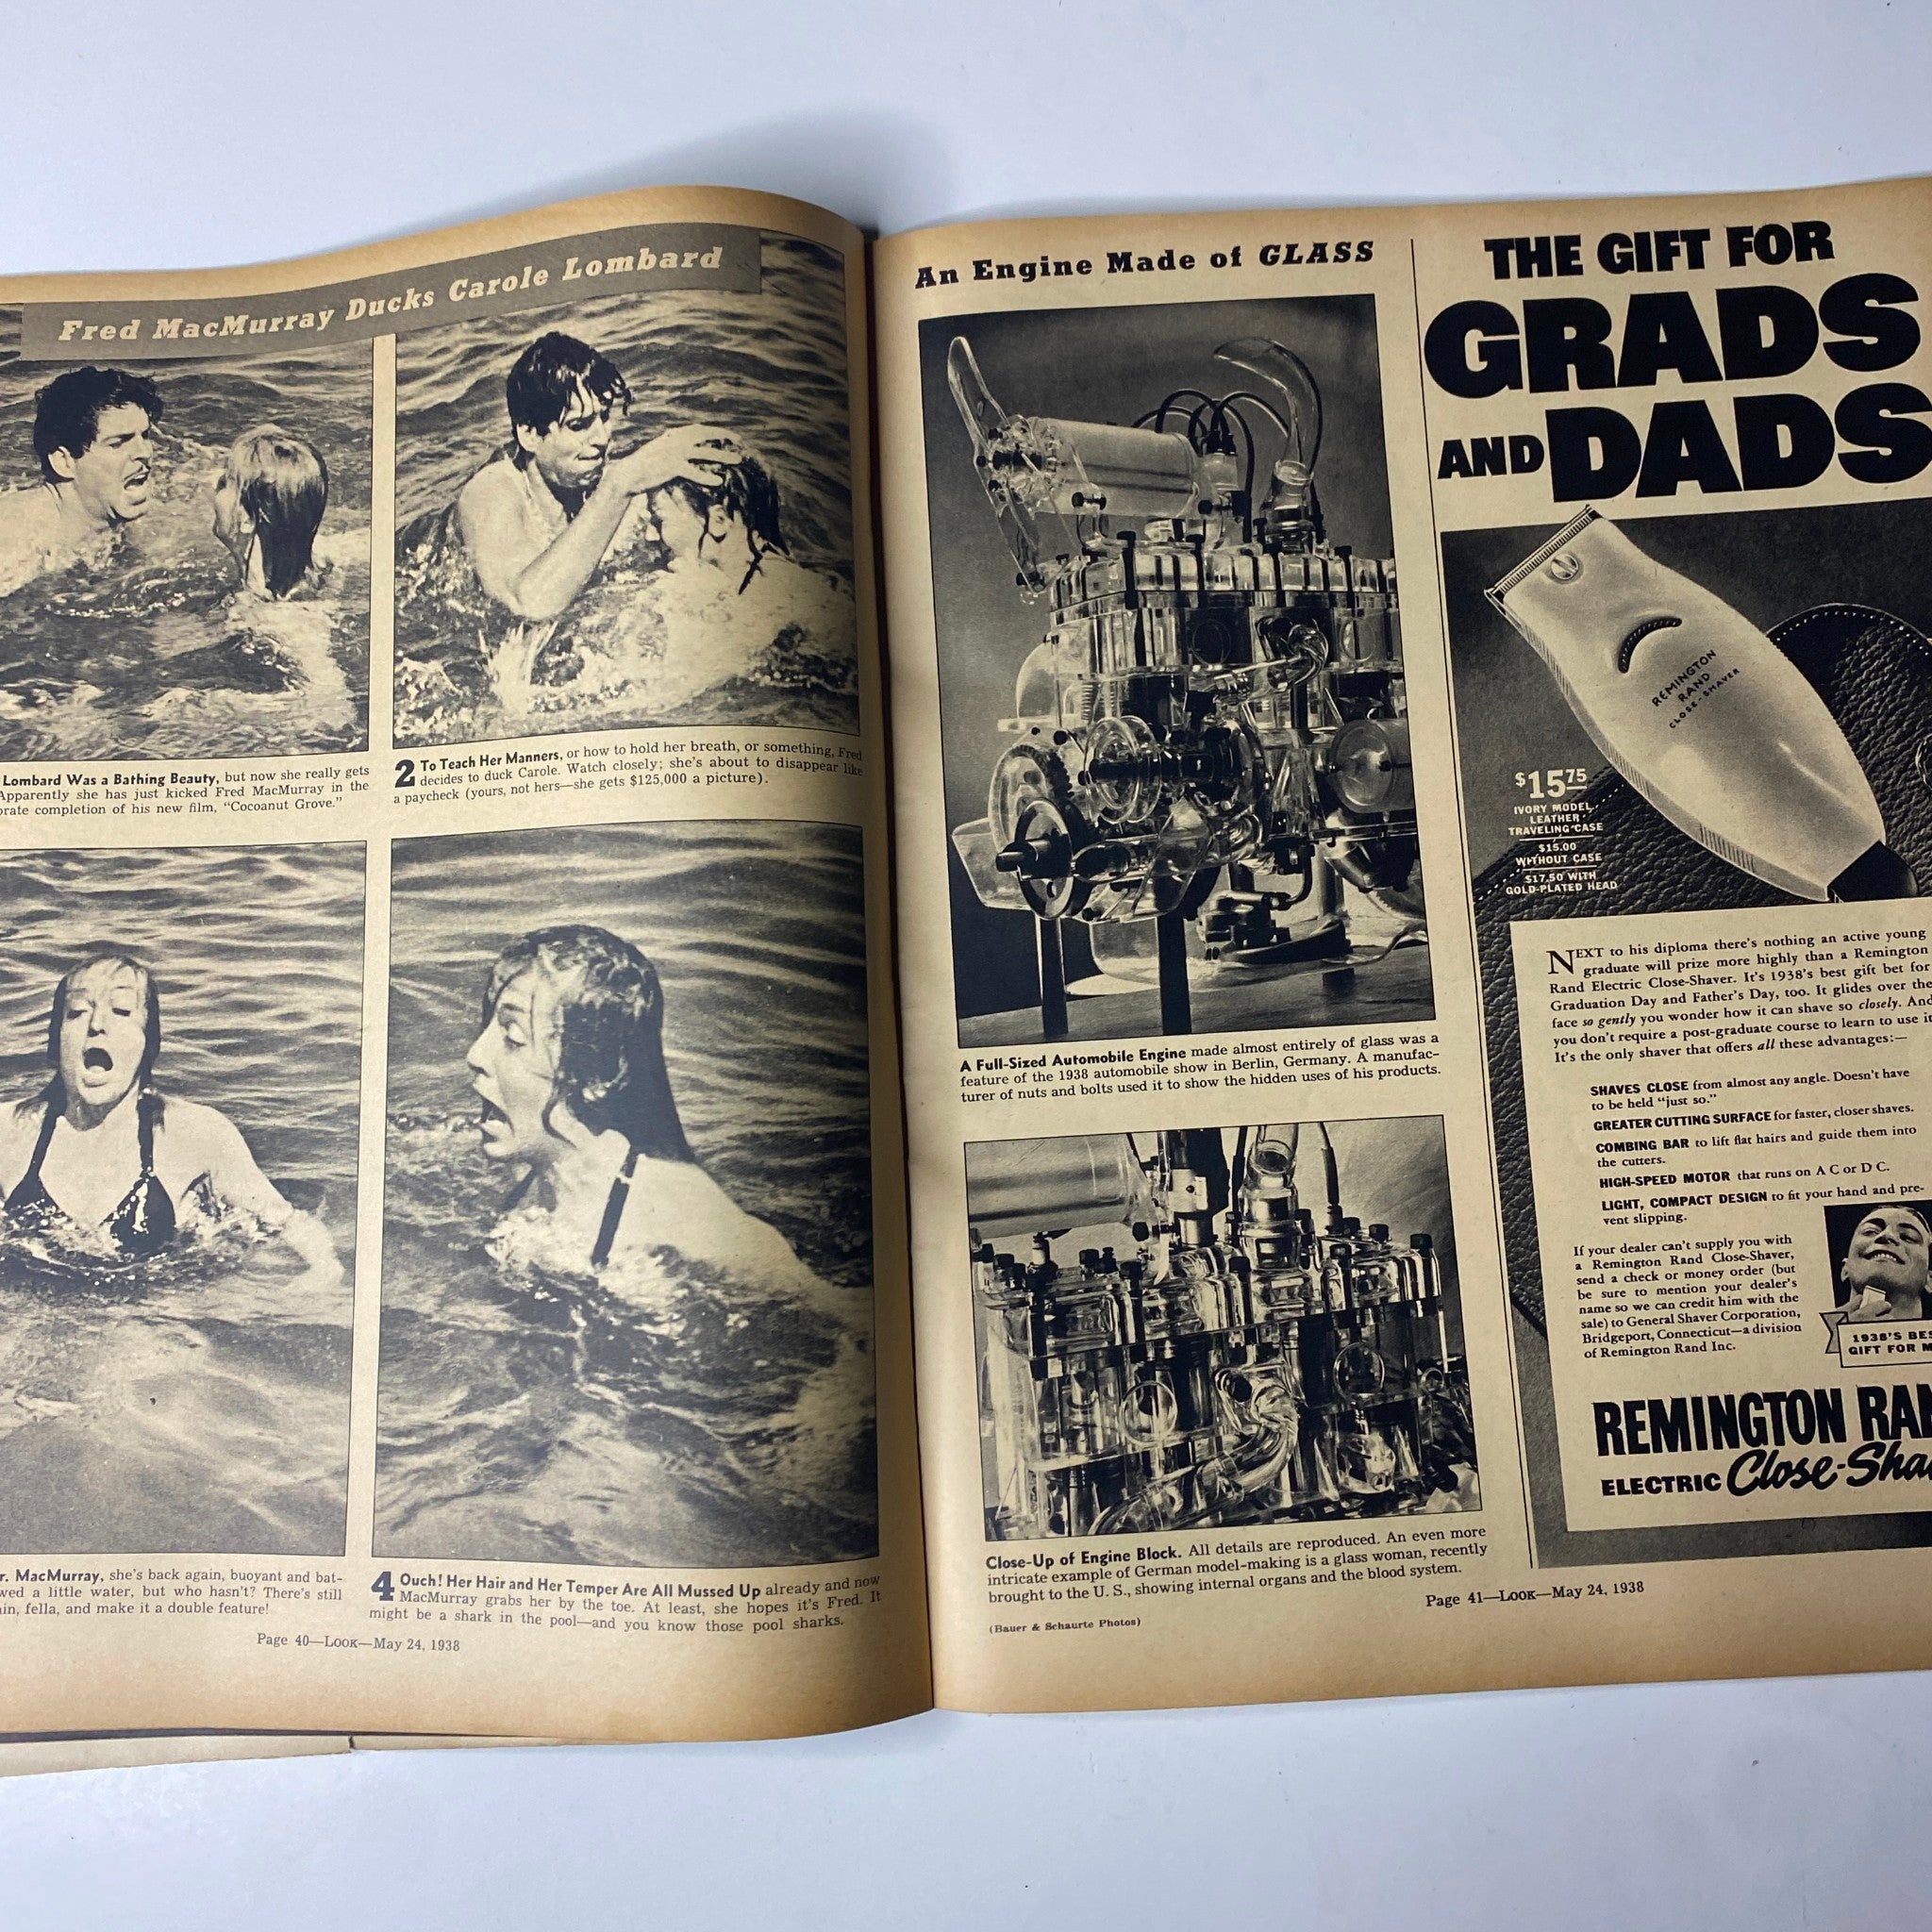 Fred MacMurray Ducks Carole Lombard
Lombard Was a Bathing Beauty, but now she really gets
Apparently she has just kicked Fred MacMurray in the
completion of his new film, "Cocoanut Grove."
2 To Teach Her Manners, or how to hold her breath, or something, Fred
decides to duck Carole. Watch closely; she's about to disappear like
a paycheck (yours, not hers—she gets $125,000 a picture).
MacMurray, she's back again, buoyant and bat-
a little water, but who hasn't? There's still
fella, and make it a double feature!
4 Ouch! Her Hair and Her Temper Are All Mussed Up already and now
MacMurray grabs her by the toe. At least, she hopes it's Fred. It
might be a shark in the pool—and you know those pool sharks.
Page 40—LOOK—May 24, 1938
An Engine Made of GLASS
A Full-Sized Automobile Engine made almost entirely of glass was a
feature of the 1938 automobile show in Berlin, Germany. A manufac-
turer of nuts and bolts used it to show the hidden uses of his products.
Close-Up of Engine Block. All details are reproduced. An even more
intricate example of German model-making is a glass woman, recently
brought to the U. S., showing internal organs and the blood system.
(Bauer & Schaurte Photos)
Page 41—LOOK—May 24, 1938
THE GIFT FOR
GRADS
AND DADS
REMINGTON
RAND
CLOSE-SHAVER
$15.75
IVORY MODEL
LEATHER
TRAVELING CASE
$15.00
WITHOUT CASE
$17.50 WITH
GOLD-PLATED HEAD
NEXT to his diploma there's nothing an active young
graduate will prize more highly than a Remington
Rand Electric Close-Shaver. It's 1938's best gift bet for
Graduation Day and Father's Day, too. It glides over the
face so gently you wonder how it can shave so closely. And
you don't require a post-graduate course to learn to use it
It's the only shaver that offers all these advantages:—
SHAVES CLOSE from almost any angle. Doesn't have
to be held "just so."
GREATER CUTTING SURFACE for faster, closer shaves.
COMBING BAR to lift flat hairs and guide them into
the cutters.
HIGH-SPEED MOTOR that runs on A C or D C.
LIGHT, COMPACT DESIGN to fit your hand and pre-
vent slipping.
If your dealer can't supply you with
a Remington Rand Close-Shaver,
send a check or money order (but
be sure to mention your dealer's
name so we can credit him with the
sale) to General Shaver Corporation,
Bridgeport, Connecticut—a division
of Remington Rand Inc.
1938'S
GIFT FOR
REMINGTON
ELECTRIC Close-